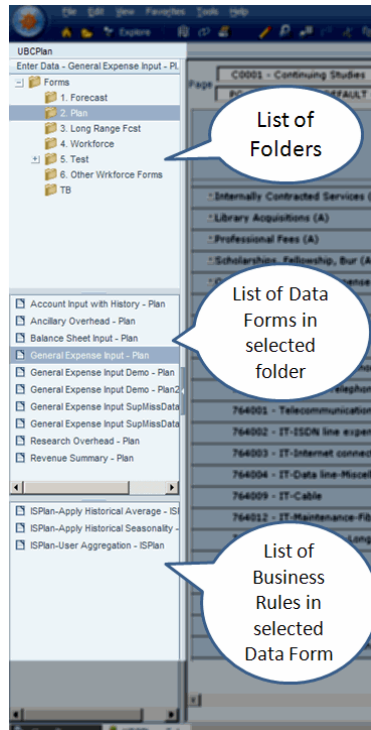 File Edit View Favorites Tools Help
Explore
UBCPlan
Enter Data - General Expense Input - Pl
Page
C0001 - Continuing Studies
Forms
1. Forecast
2. Plan
3. Long Range Fcst
4. Workforce
5. Test
6. Other Wrkforce Forms
TB
List of
Folders
Internally Contracted Services (
Library Acquisitions (A)
Professional Fees (A)
Scholarships, Fellowship, Bur (A
List of Data
Forms in
selected
folder
Account Input with History - Plan
Ancillary Overhead - Plan
Balance Sheet Input - Plan
General Expense Input - Plan
General Expense Input Demo - Plan
General Expense Input Demo - Plan2
General Expense Input SupMissData
General Expense Input SupMissData
Research Overhead - Plan
Revenue Summary - Plan
764001 - Telecommunication
764002 - IT-ISDN line expen
764003 - IT-Internet connect
764004 - IT-Data line-Miscell
764009 - IT-Cable
764012 - IT-Maintenance-Fib
ISPlan-Apply Historical Average - ISI
ISPlan-Apply Historical Seasonality -
ISPlan-User Aggregation - ISPlan
List of
Business
Rules in
selected
Data Form